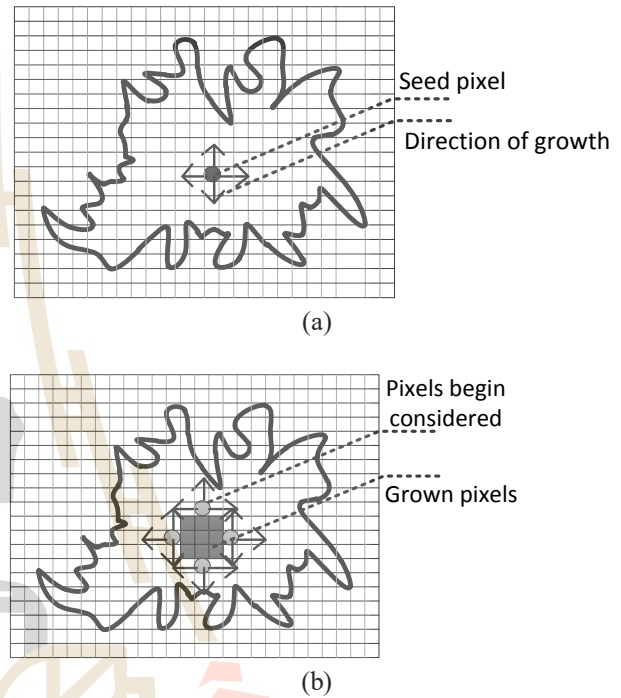 Seed pixel
Direction of growth
(a)
Pixels begin
considered
Grown pixels
(b)